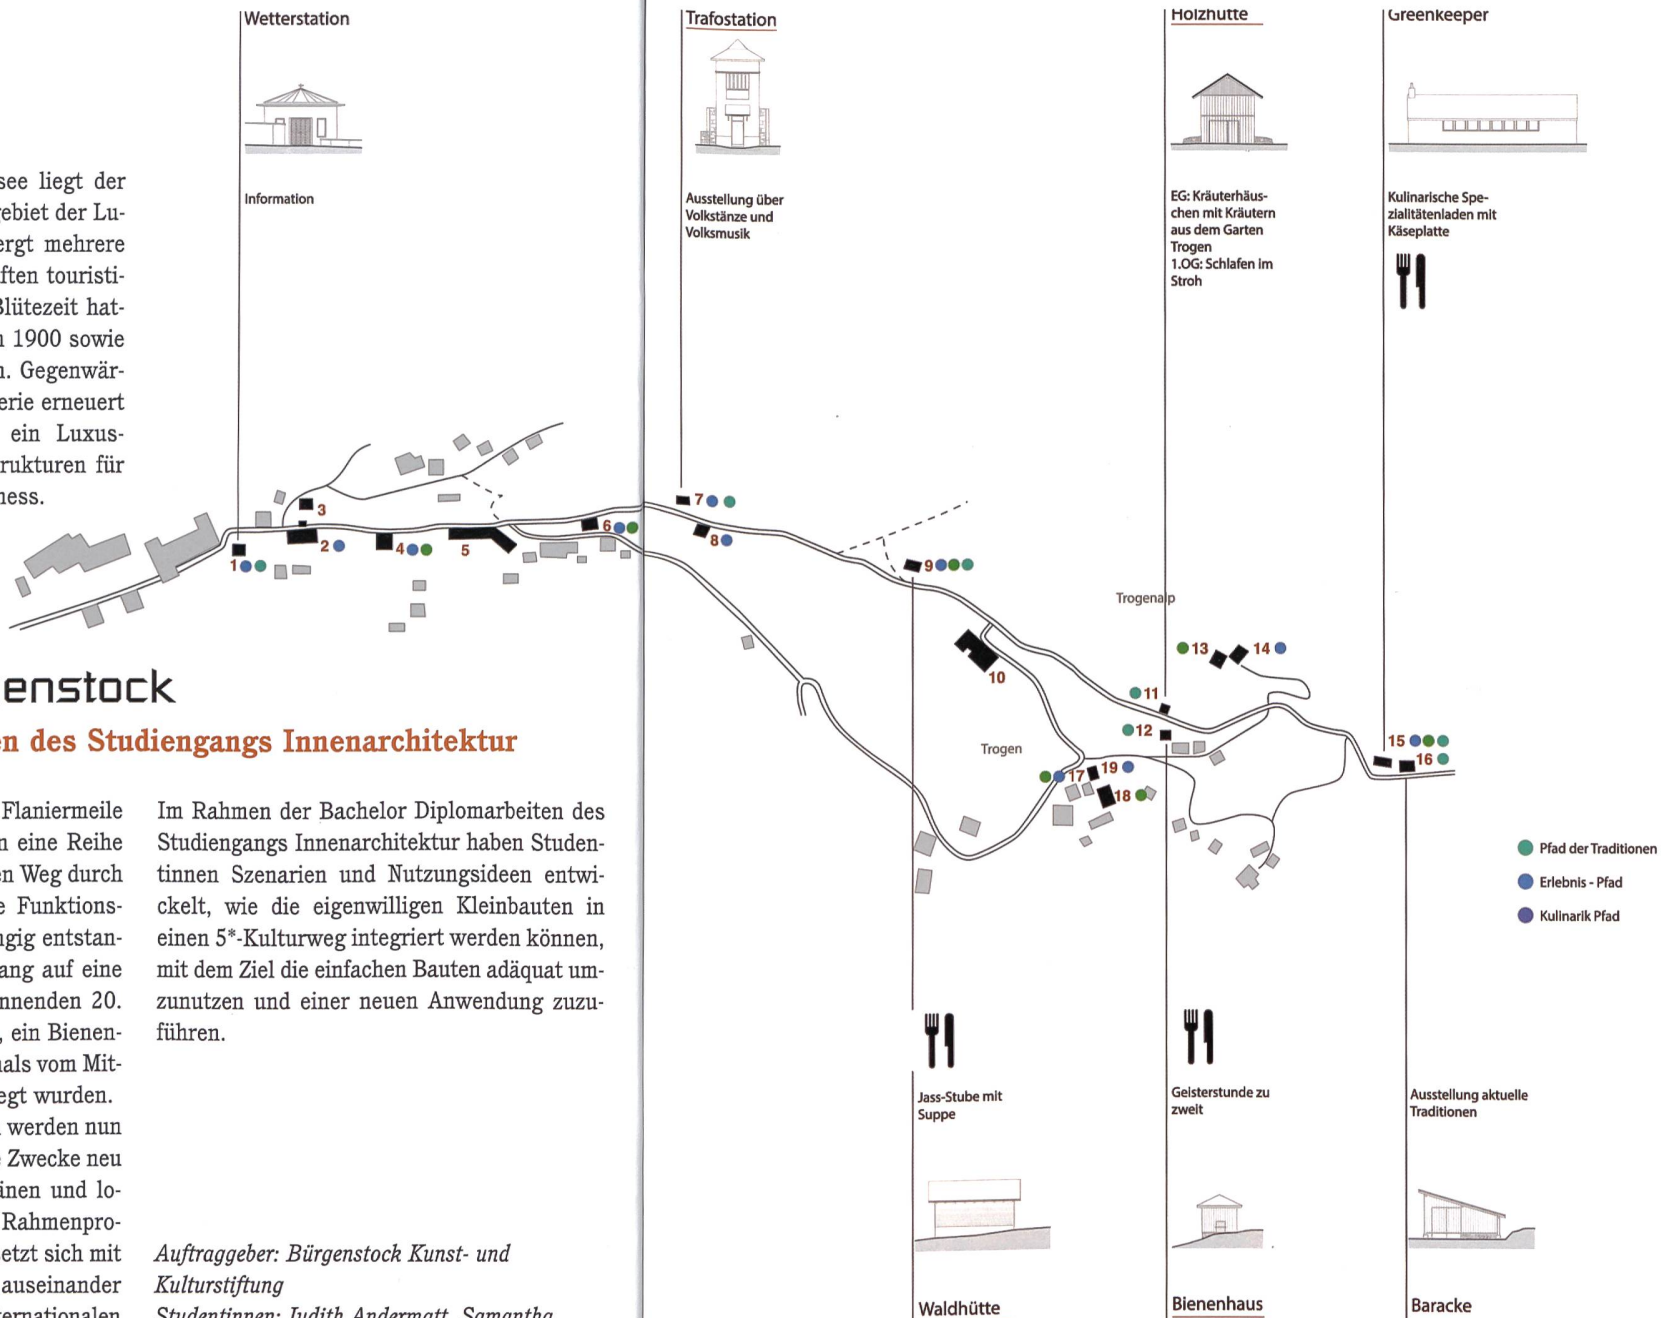 Wetterstation
Trafostation
Holzhütte
Greenkeeper
Information
Ausstellung über
Volkstänze und
Volksmusik
EG: Kräuterhäus-
chen mit Kräutern
aus dem Garten
Trogen
1.OG: Schlafen im
Stroh
Kulinarische Spe-
zialitätenladen mit
Käseplatte
see liegt der
gebiet der Lu-
ergt mehrere
ften touristi-
Blütezeit hat-
1900 sowie
n. Gegenwär-
erie erneuert
ein Luxus-
rukturen für
ness.
1
2
3
4
5
6
7
8
9
10
11
12
13
14
15
16
17
18
19
Trogenalp
Trogen
enstock
en des Studiengangs Innenarchitektur
Flaniermeile
n eine Reihe
en Weg durch
e Funktions-
ngig entstan-
ang auf eine
nnenden 20.
, ein Bienen-
als vom Mit-
egt wurden.
werden nun
Zwecke neu
inen und lo-
Rahmenpro-
etzt sich mit
auseinander
ernationalen
Im Rahmen der Bachelor Diplomarbeiten des
Studiengangs Innenarchitektur haben Studen-
tinnen Szenarien und Nutzungsideen entwi-
ckelt, wie die eigenwilligen Kleinbauten in
einen 5*-Kulturweg integriert werden können,
mit dem Ziel die einfachen Bauten adäquat um-
zunutzen und einer neuen Anwendung zuzu-
führen.
Auftraggeber: Bürgenstock Kunst- und
Kulturstiftung
Studentinnen: Judith Andermatt, Samantha
Pfad der Traditionen
Erlebnis - Pfad
Kulinarik Pfad
Jass-Stube mit
Suppe
Geisterstunde zu
zweit
Ausstellung aktuelle
Traditionen
Waldhütte
Bienenhaus
Baracke